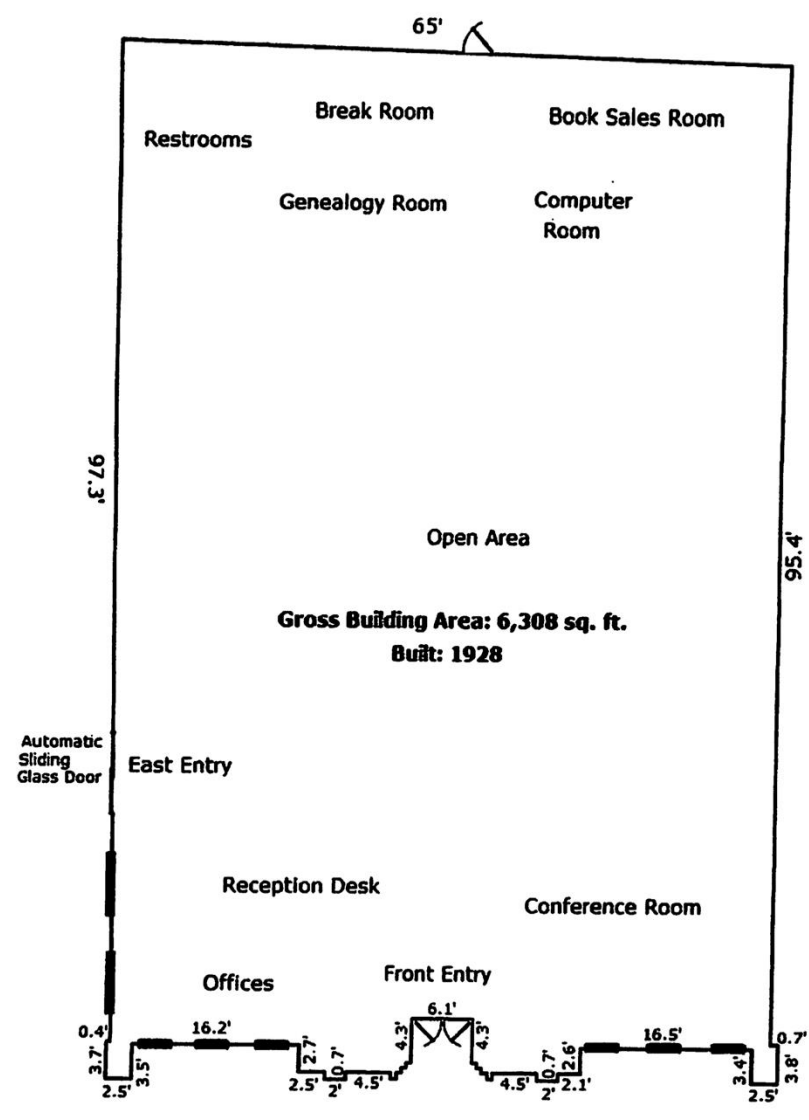 65'
Break Room
Book Sales Room
Restrooms
Genealogy Room
Computer
Room
97.3'
Open Area
95.4'
Gross Building Area: 6,308 sq. ft.
Built: 1928
Automatic
Sliding
Glass Door
East Entry
Reception Desk
Conference Room
Offices
Front Entry
6.1'
0.4'
16.2'
4.3'
4.3'
16.5'
0.7'
3.7'
3.5'
2.7'
0.7'
0.7'
2.6'
3.4'
3.8'
2.5'
2.5'
2'
4.5'
4.5'
2'
2.1'
2.5'